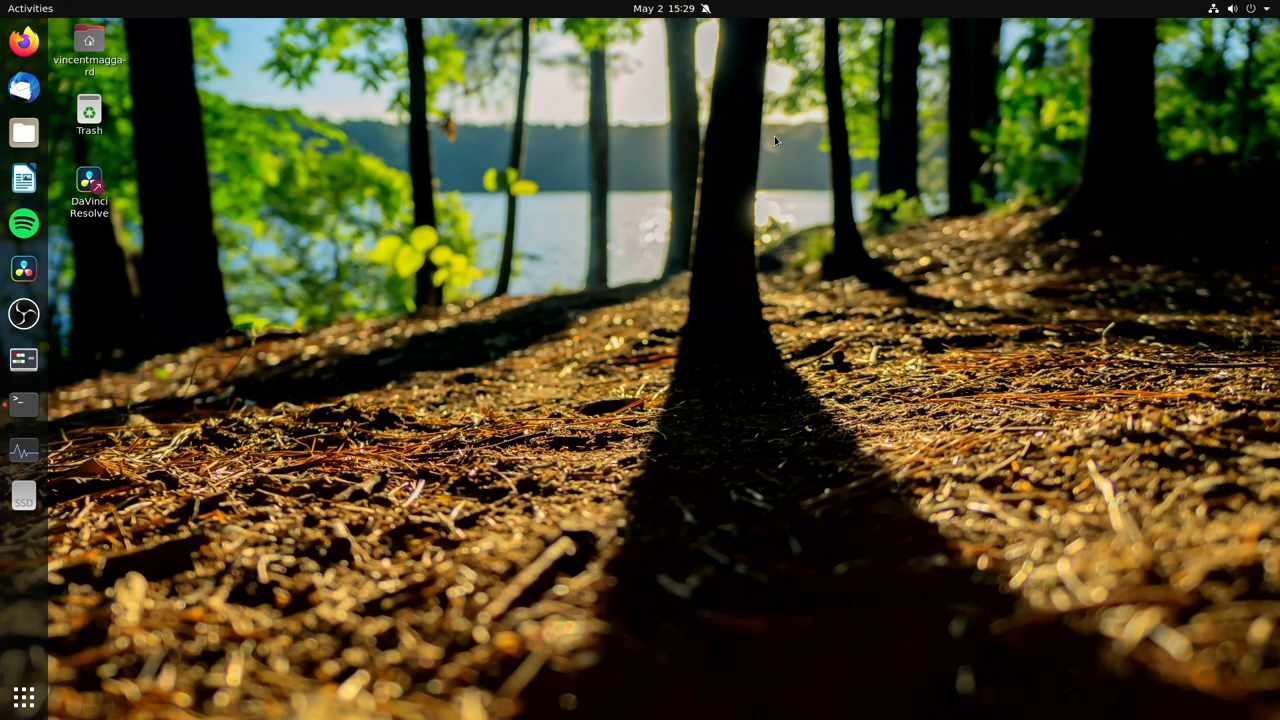 Activities
May 2 15:29
vincentmagga-
rd
Trash
DaVinci
Resolve
>_
SSD